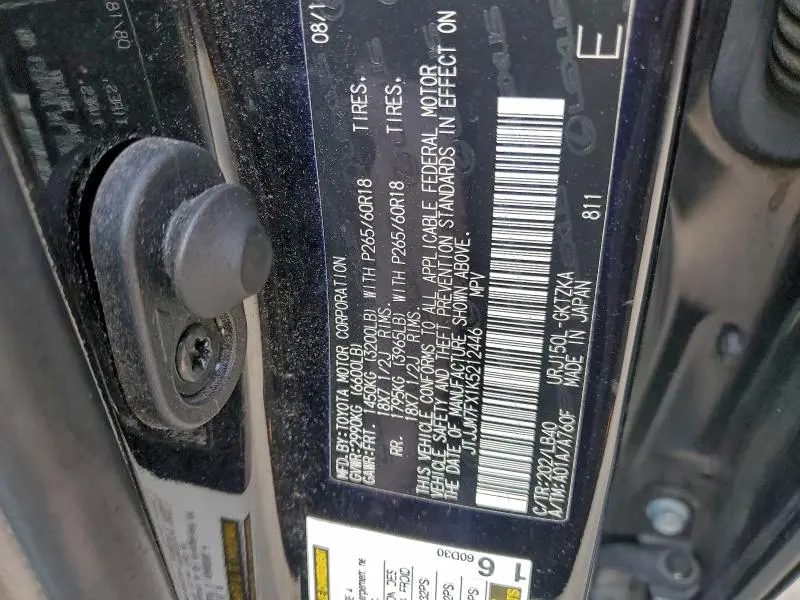 08/1
MFD. BY: TOYOTA MOTOR CORPORATION
GVWR: 2990KG (6600LB)
GAWR: FRT. 1450KG (3200LB) WITH P265/60R18 TIRES.
18X7 1/2J RIMS.
RR. 1795KG (3965LB) WITH P265/60R18 TIRES.
18X7 1/2J RIMS.
THIS VEHICLE CONFORMS TO ALL APPLICABLE FEDERAL MOTOR
VEHICLE SAFETY AND THEFT PREVENTION STANDARDS IN EFFECT ON
THE DATE OF MANUFACTURE SHOWN ABOVE.
JTJJM7FX1K5212446 MPV
C/TR:202/LP40 URJ150L-GKTZKA
A/TM:A01A/A760F MADE IN JAPAN
811
E
LEXUS
60D30